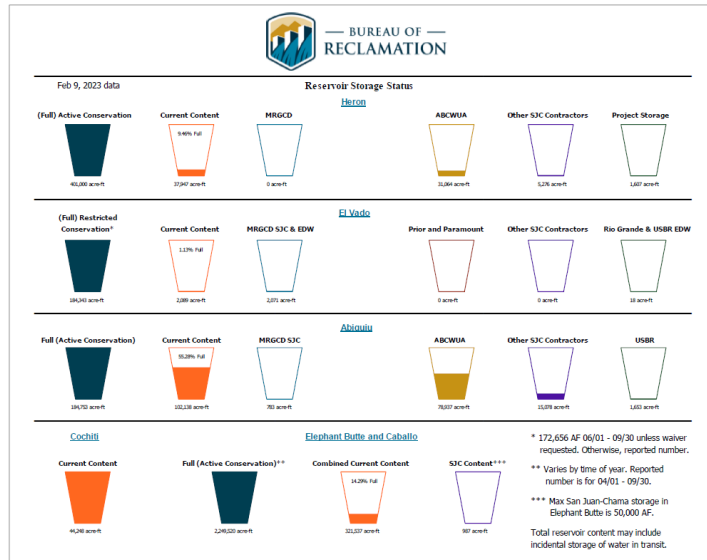 BUREAU OF
RECLAMATION
Feb 9, 2023 data
Reservoir Storage Status
Heron
(Full) Active Conservation
Current Content
MRGCD
ABCWUA
Other SJC Contractors
Project Storage
9.46% Full
401,000 acre-ft
37,947 acre-ft
0 acre-ft
31,064 acre-ft
5,276 acre-ft
1,607 acre-ft
El Vado
(Full) Restricted
Conservation*
Current Content
MRGCD SJC & EDW
Prior and Paramount
Other SJC Contractors
Rio Grande & USBR EDW
1.13% Full
184,343 acre-ft
2,089 acre-ft
2,071 acre-ft
0 acre-ft
0 acre-ft
18 acre-ft
Abiquiu
Full (Active Conservation)
Current Content
MRGCD SJC
ABCWUA
Other SJC Contractors
USBR
55.28% Full
184,753 acre-ft
102,138 acre-ft
783 acre-ft
78,937 acre-ft
15,078 acre-ft
1,653 acre-ft
Cochiti
Elephant Butte and Caballo
Current Content
Full (Active Conservation)**
Combined Current Content
SJC Content***
14.29% Full
44,248 acre-ft
2,249,520 acre-ft
321,537 acre-ft
987 acre-ft
* 172,656 AF 06/01 - 09/30 unless waiver
requested. Otherwise, reported number.
** Varies by time of year. Reported
number is for 04/01 - 09/30.
*** Max San Juan-Chama storage in
Elephant Butte is 50,000 AF.
Total reservoir content may include
incidental storage of water in transit.